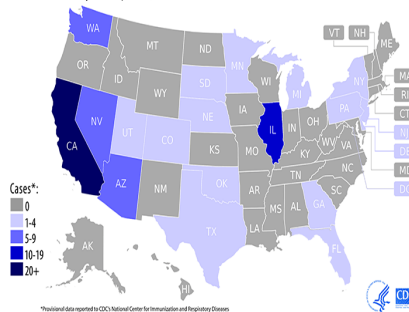 WA
MT
ND
MN
VT
NH
ME
OR
ID
SD
WI
NY
MA
WY
MI
RI
CT
NV
UT
NE
IA
PA
CA
CO
IL
IN
OH
KS
MO
WV
VA
KY
AZ
NM
OK
AR
TN
NC
SC
MS
AL
GA
TX
LA
FL
AK
HI
Cases*:
0
1-4
5-9
10-19
20+
*Provisional data reported to CDC's National Center for Immunization and Respiratory Diseases